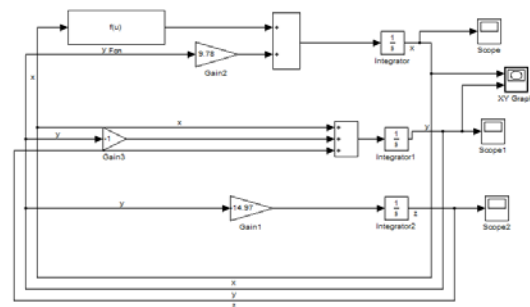 f(u)
y Fcn
9.78
Gain2
+
+
1
s
Integrator
x
Scope
x
XY Graph
x
y
-1
Gain3
+
+
+
1
s
Integrator1
y
Scope1
y
-14.97
Gain1
1
s
Integrator2
z
Scope2
x
y
z